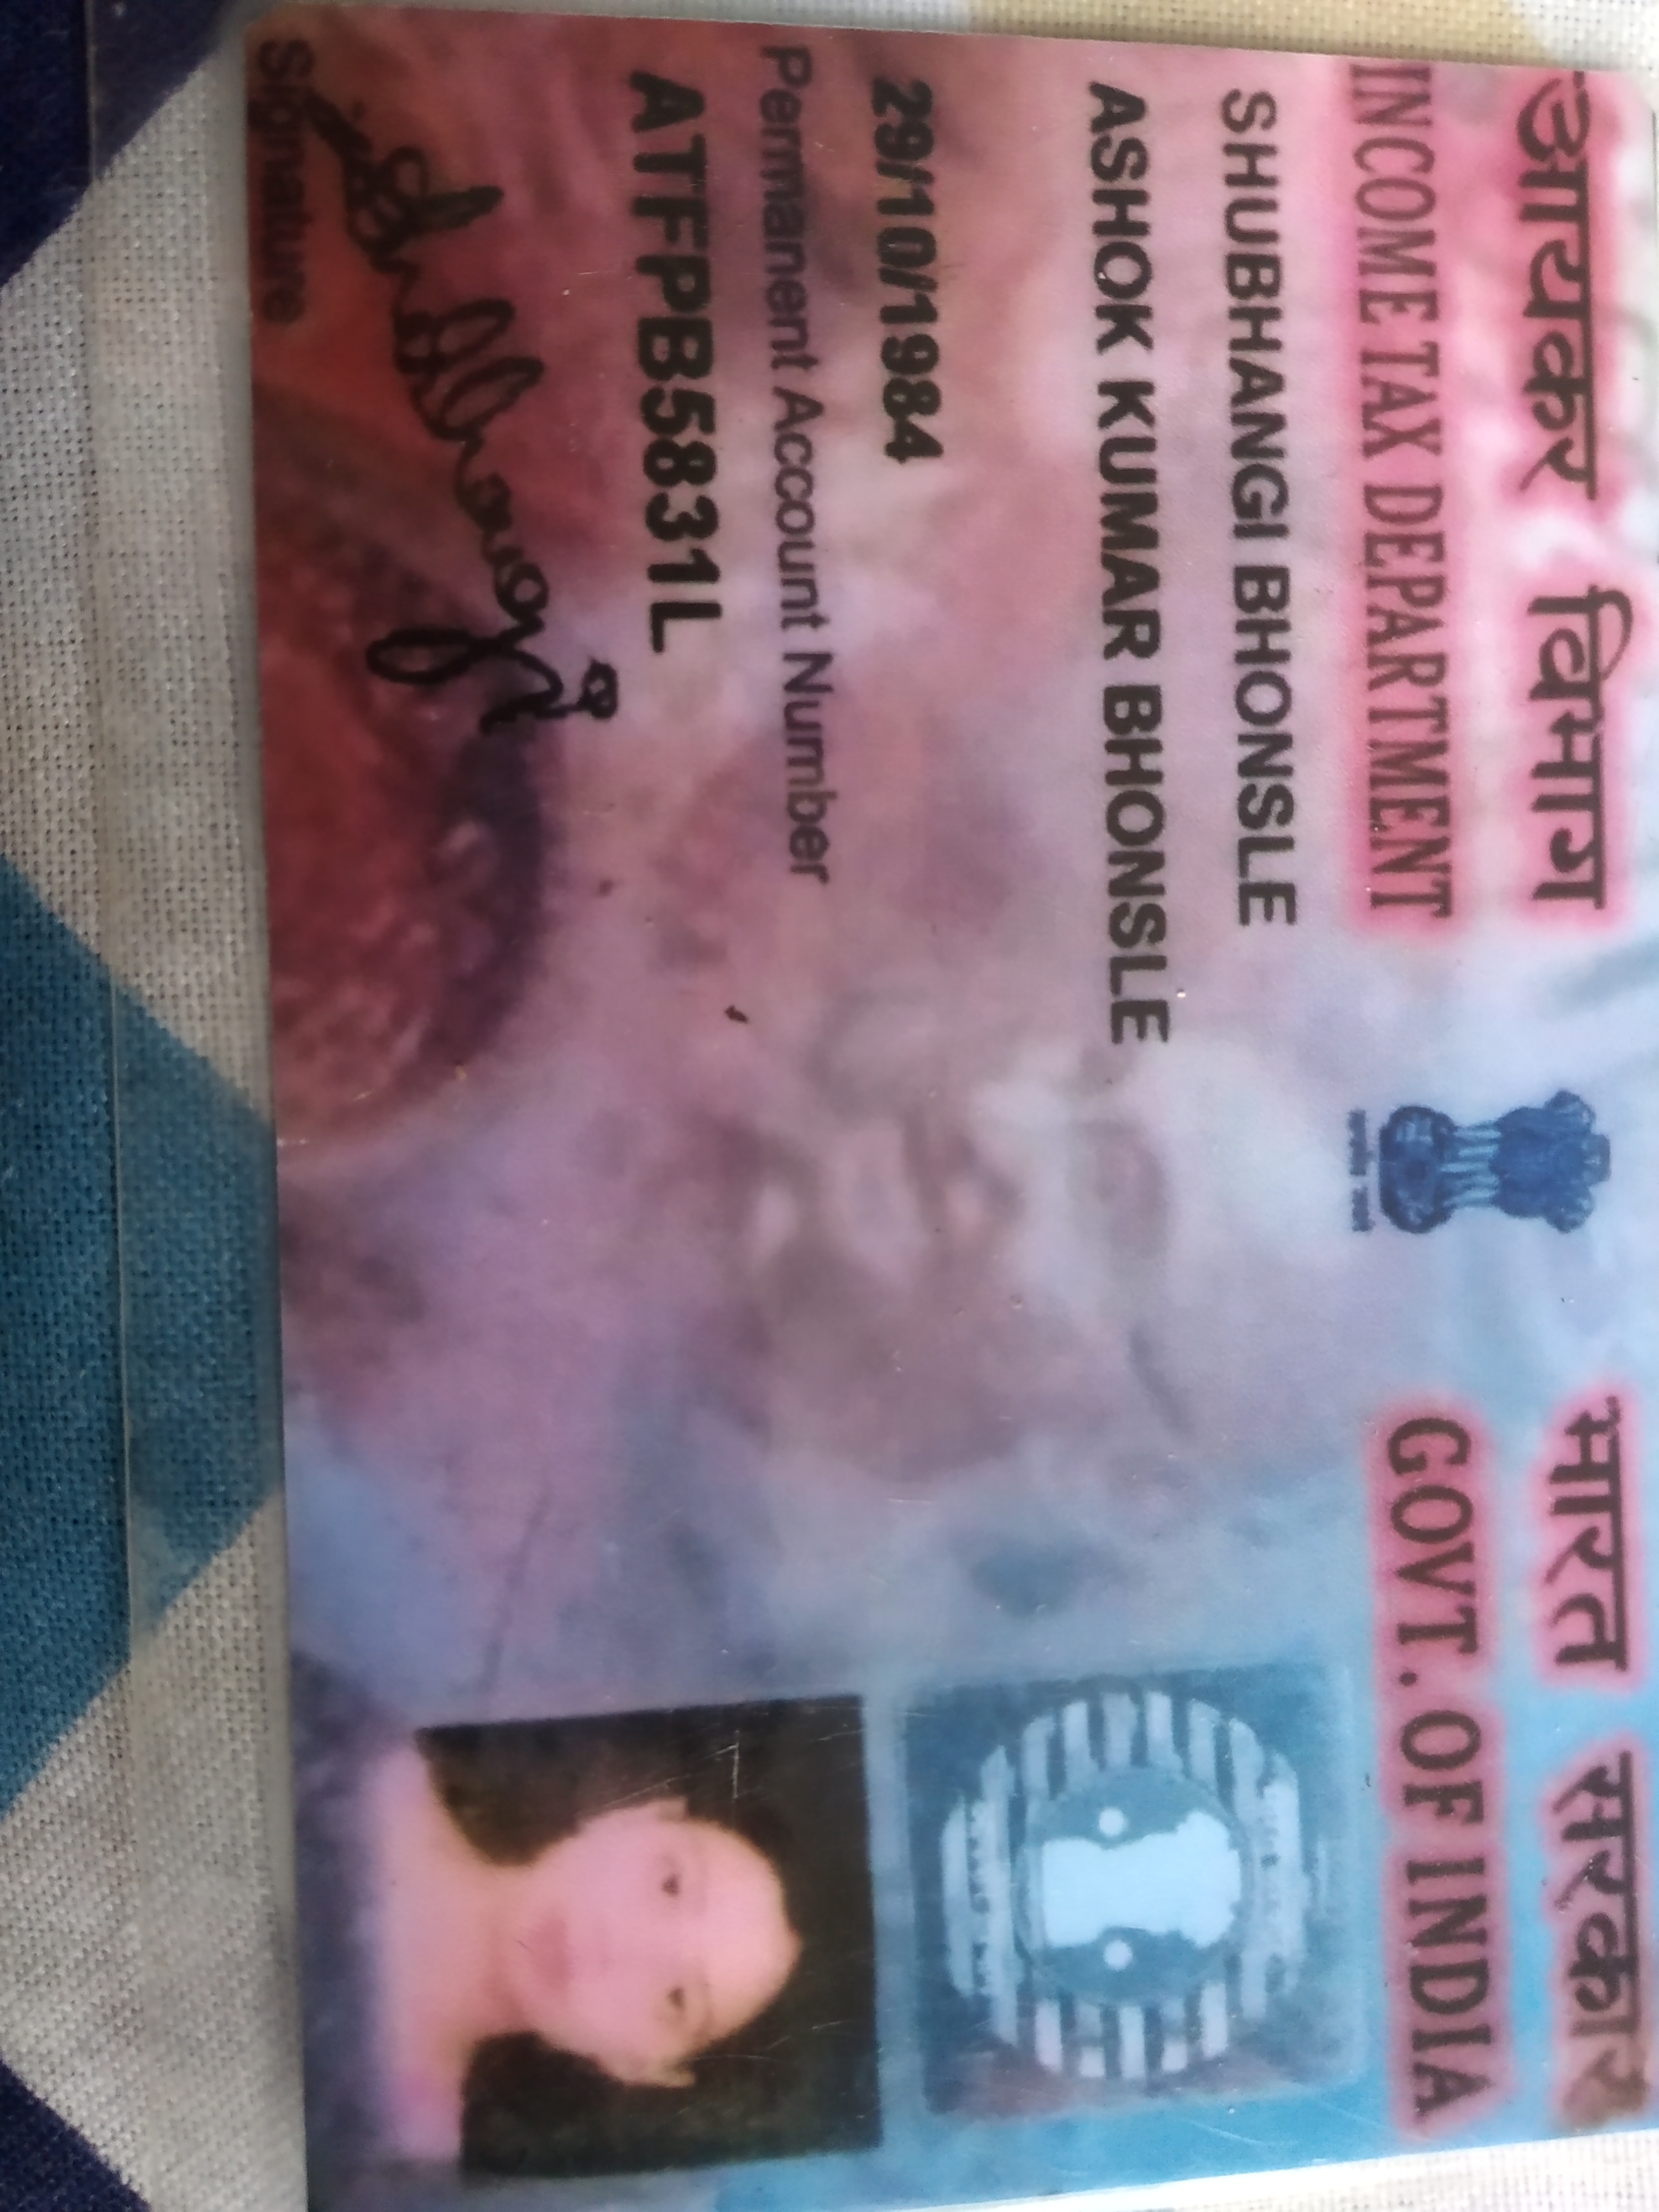 आयकर विभाग भारत सरकार
INCOME TAX DEPARTMENT GOVT. OF INDIA
SHUBHANGI BHONSLE
ASHOK KUMAR BHONSLE
29/10/1984
Permanent Account Number
ATFPB5831L
Shubhangi
Signature